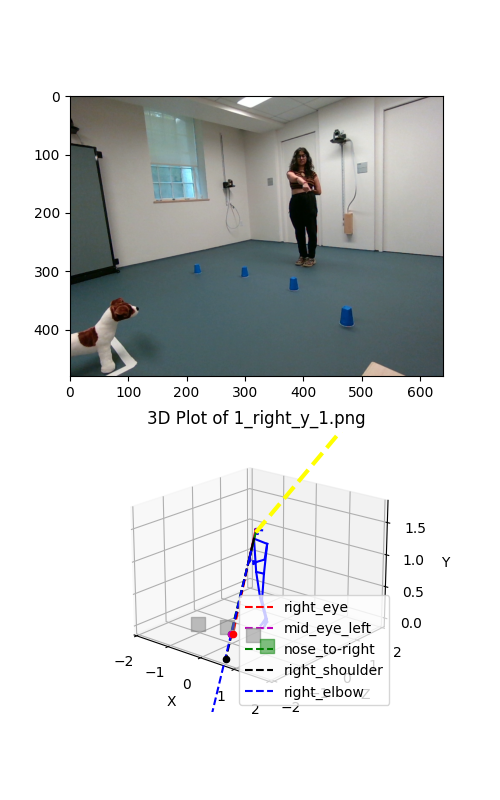 0
100
200
300
400
0 100 200 300 400 500 600
3D Plot of 1_right_y_1.png
1.5
1.0
0.5
0.0
Y
−2
−1
0
1
2
X
−2
0
2
Z
right_eye
mid_eye_left
nose_to-right
right_shoulder
right_elbow